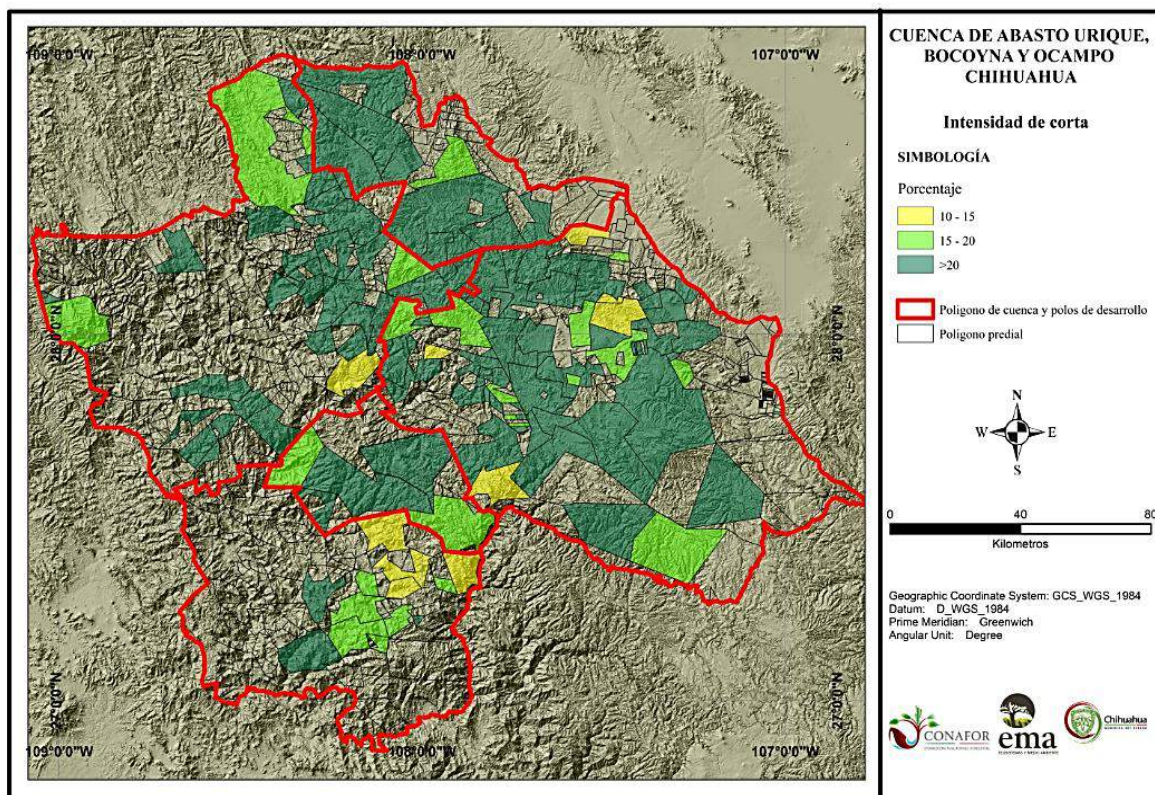 109°0'0"W
108°0'0"W
107°0'0"W
28°0'0"N
28°0'0"N
27°0'0"N
27°0'0"N
109°0'0"W
108°0'0"W
107°0'0"W
CUENCA DE ABASTO URIQUE,
BOCOYNA Y OCAMPO
CHIHUAHUA
Intensidad de corta
SIMBOLOGÍA
Porcentaje
10 - 15
15 - 20
>20
Poligono de cuenca y polos de desarrollo
Poligono predial
N
W E
S
0 40 80
Kilometros
Geographic Coordinate System: GCS_WGS_1984
Datum: D_WGS_1984
Prime Meridian: Greenwich
Angular Unit: Degree
CONAFOR
COMISIÓN NACIONAL FORESTAL
ema
Chihuahua